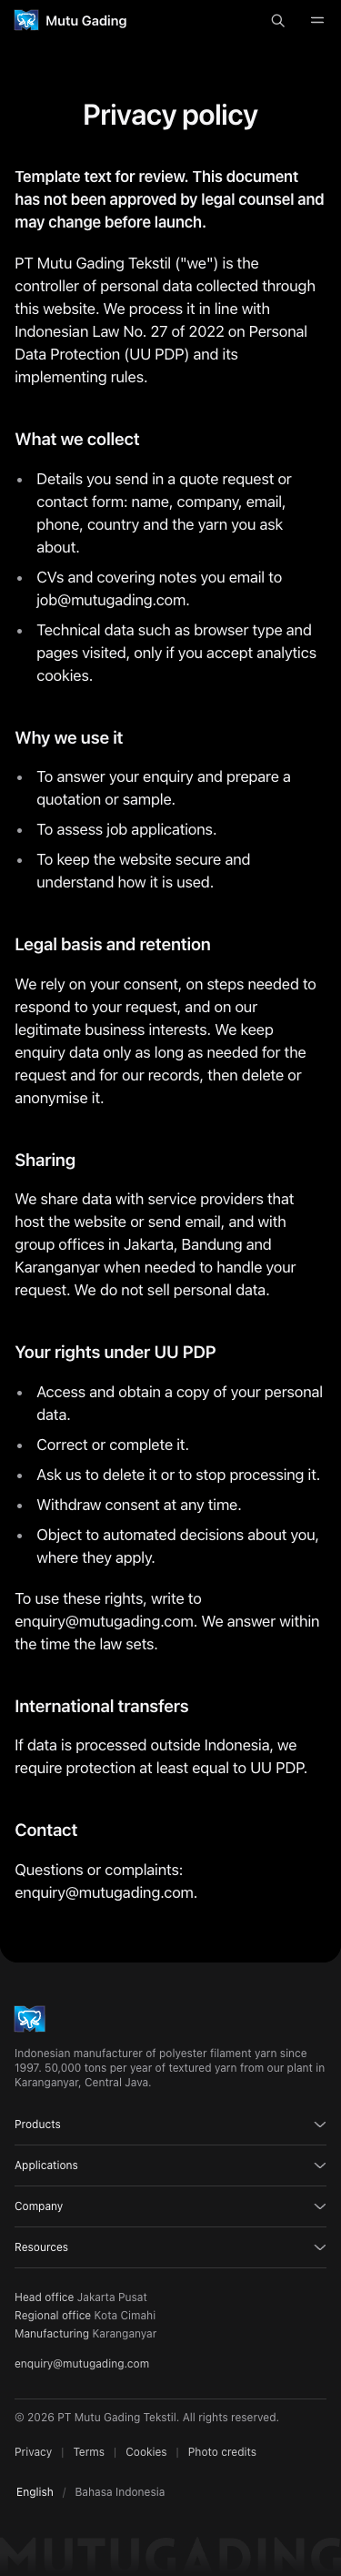 Mutu Gading
Privacy policy
Template text for review. This document
has not been approved by legal counsel and
may change before launch.
PT Mutu Gading Tekstil ("we") is the
controller of personal data collected through
this website. We process it in line with
Indonesian Law No. 27 of 2022 on Personal
Data Protection (UU PDP) and its
implementing rules.
What we collect
• Details you send in a quote request or
contact form: name, company, email,
phone, country and the yarn you ask
about.
• CVs and covering notes you email to
job@mutugading.com.
• Technical data such as browser type and
pages visited, only if you accept analytics
cookies.
Why we use it
• To answer your enquiry and prepare a
quotation or sample.
• To assess job applications.
• To keep the website secure and
understand how it is used.
Legal basis and retention
We rely on your consent, on steps needed to
respond to your request, and on our
legitimate business interests. We keep
enquiry data only as long as needed for the
request and for our records, then delete or
anonymise it.
Sharing
We share data with service providers that
host the website or send email, and with
group offices in Jakarta, Bandung and
Karanganyar when needed to handle your
request. We do not sell personal data.
Your rights under UU PDP
• Access and obtain a copy of your personal
data.
• Correct or complete it.
• Ask us to delete it or to stop processing it.
• Withdraw consent at any time.
• Object to automated decisions about you,
where they apply.
To use these rights, write to
enquiry@mutugading.com. We answer within
the time the law sets.
International transfers
If data is processed outside Indonesia, we
require protection at least equal to UU PDP.
Contact
Questions or complaints:
enquiry@mutugading.com.
Indonesian manufacturer of polyester filament yarn since
1997. 50,000 tons per year of textured yarn from our plant in
Karanganyar, Central Java.
Products
Applications
Company
Resources
Head office Jakarta Pusat
Regional office Kota Cimahi
Manufacturing Karanganyar
enquiry@mutugading.com
© 2026 PT Mutu Gading Tekstil. All rights reserved.
Privacy | Terms | Cookies | Photo credits
English / Bahasa Indonesia
MUTUGADING